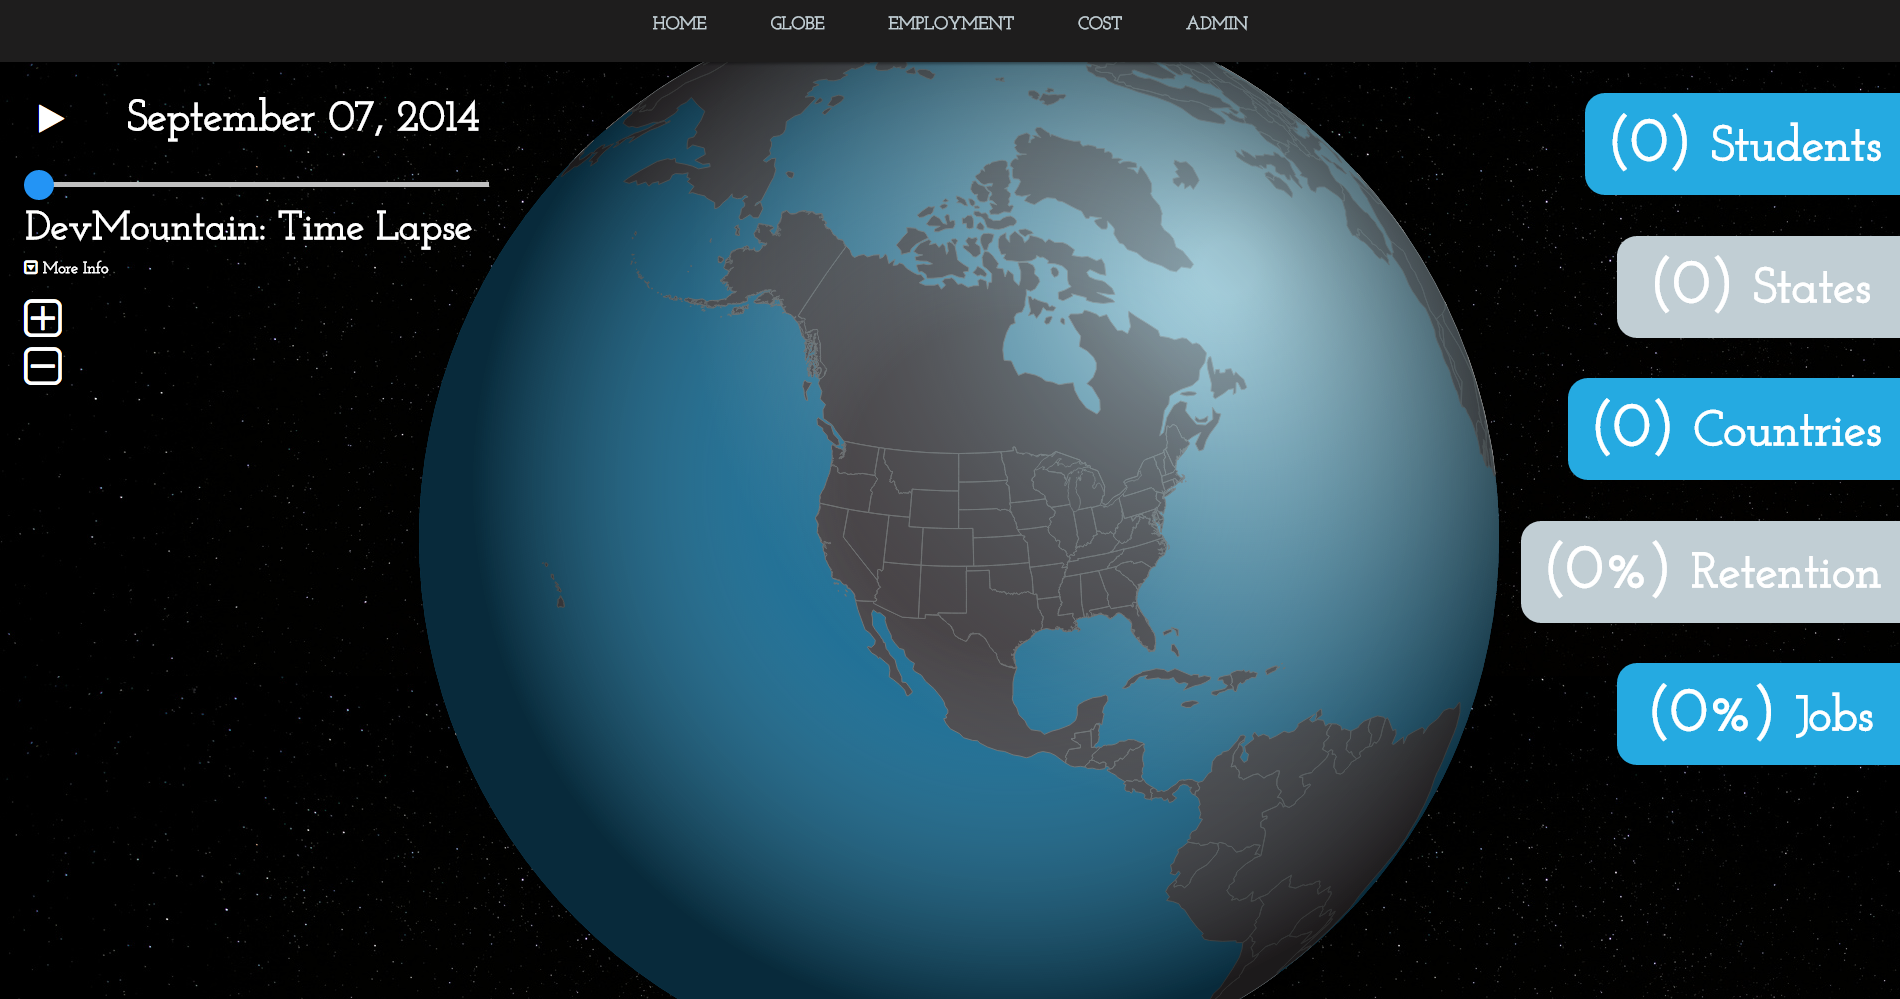 HOME GLOBE EMPLOYMENT COST ADMIN
September 07, 2014
DevMountain: Time Lapse
More Info
(0) Students
(0) States
(0) Countries
(0%) Retention
(0%) Jobs